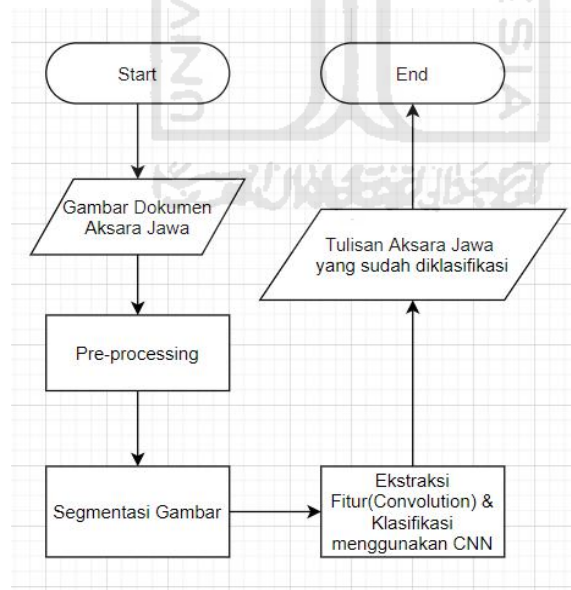 Start
Gambar Dokumen
Aksara Jawa
Pre-processing
Segmentasi Gambar
Ekstraksi
Fitur(Convolution) &
Klasifikasi
menggunakan CNN
Tulisan Aksara Jawa
yang sudah diklasifikasi
End